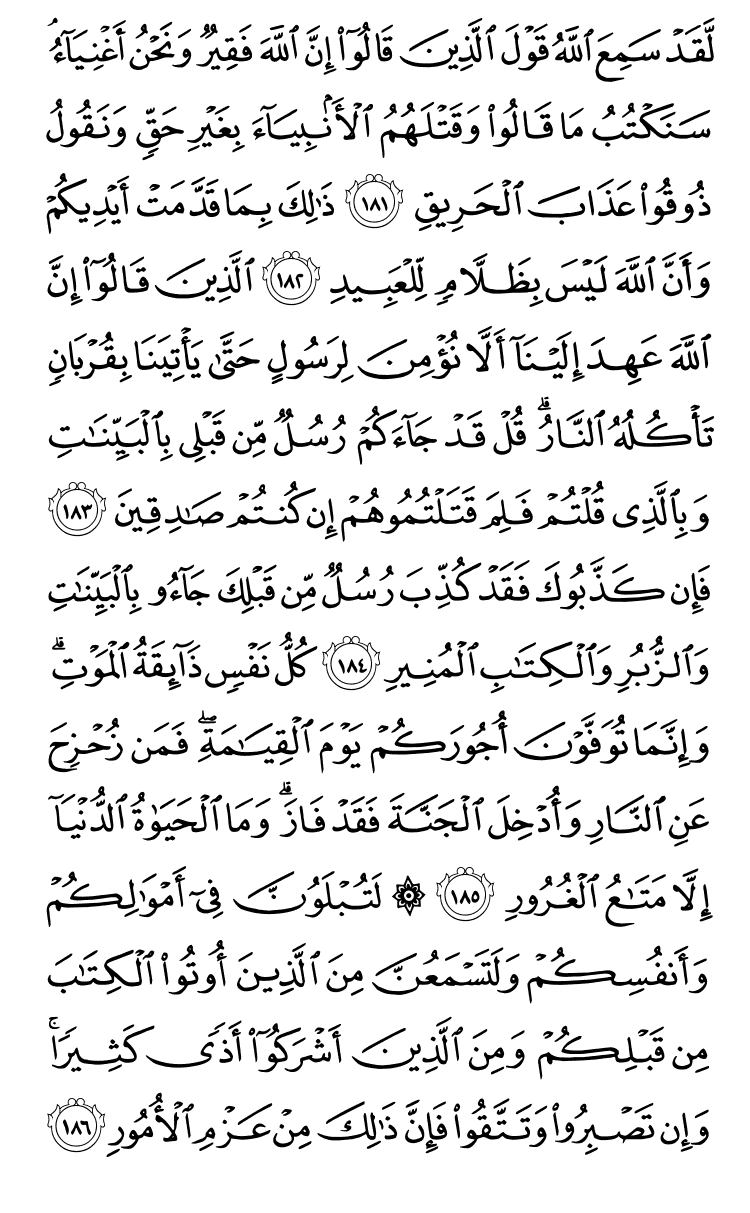 لَّقَدۡ سَمِعَ ٱللَّهُ قَوۡلَ ٱلَّذِينَ قَالُوٓاْ إِنَّ ٱللَّهَ فَقِيرٞ وَنَحۡنُ أَغۡنِيَآءُۘ
سَنَكۡتُبُ مَا قَالُواْ وَقَتۡلَهُمُ ٱلۡأَنۢبِيَآءَ بِغَيۡرِ حَقّٖ وَنَقُولُ
ذُوقُواْ عَذَابَ ٱلۡحَرِيقِ ١٨١ ذَٰلِكَ بِمَا قَدَّمَتۡ أَيۡدِيكُمۡ
وَأَنَّ ٱللَّهَ لَيۡسَ بِظَلَّامٖ لِّلۡعَبِيدِ ١٨٢ ٱلَّذِينَ قَالُوٓاْ إِنَّ
ٱللَّهَ عَهِدَ إِلَيۡنَآ أَلَّا نُؤۡمِنَ لِرَسُولٍ حَتَّىٰ يَأۡتِيَنَا بِقُرۡبَانٖ
تَأۡكُلُهُ ٱلنَّارُۗ قُلۡ قَدۡ جَآءَكُمۡ رُسُلٞ مِّن قَبۡلِي بِٱلۡبَيِّنَٰتِ
وَبِٱلَّذِي قُلۡتُمۡ فَلِمَ قَتَلۡتُمُوهُمۡ إِن كُنتُمۡ صَٰدِقِينَ ١٨٣
فَإِن كَذَّبُوكَ فَقَدۡ كُذِّبَ رُسُلٞ مِّن قَبۡلِكَ جَآءُو بِٱلۡبَيِّنَٰتِ
وَٱلزُّبُرِ وَٱلۡكِتَٰبِ ٱلۡمُنِيرِ ١٨٤ كُلُّ نَفۡسٖ ذَآئِقَةُ ٱلۡمَوۡتِۗ
وَإِنَّمَا تُوَفَّوۡنَ أُجُورَكُمۡ يَوۡمَ ٱلۡقِيَٰمَةِۖ فَمَن زُحۡزِحَ
عَنِ ٱلنَّارِ وَأُدۡخِلَ ٱلۡجَنَّةَ فَقَدۡ فَازَۗ وَمَا ٱلۡحَيَوٰةُ ٱلدُّنۡيَآ
إِلَّا مَتَٰعُ ٱلۡغُرُورِ ١٨٥ ۞ لَتُبۡلَوُنَّ فِيٓ أَمۡوَٰلِكُمۡ
وَأَنفُسِكُمۡ وَلَتَسۡمَعُنَّ مِنَ ٱلَّذِينَ أُوتُواْ ٱلۡكِتَٰبَ
مِن قَبۡلِكُمۡ وَمِنَ ٱلَّذِينَ أَشۡرَكُوٓاْ أَذٗى كَثِيرٗاۚ
وَإِن تَصۡبِرُواْ وَتَتَّقُواْ فَإِنَّ ذَٰلِكَ مِنۡ عَزۡمِ ٱلۡأُمُورِ ١٨٦